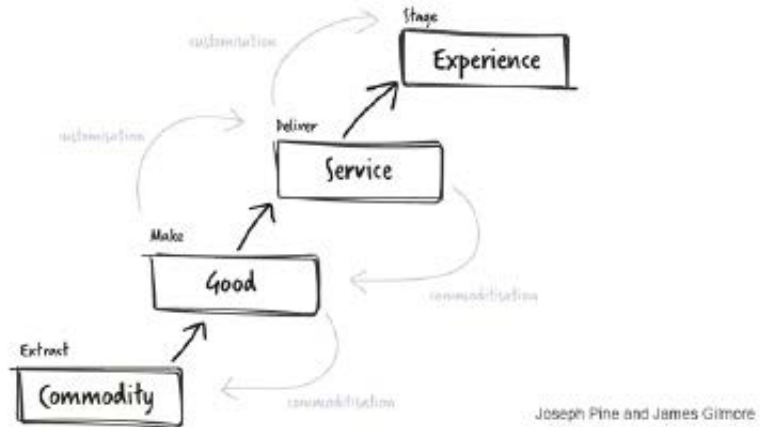 Stage
customisation
Experience
customisation
Deliver
Service
Make
Good
commoditisation
Extract
Commodity
commoditisation
Joseph Pine and James Gilmore